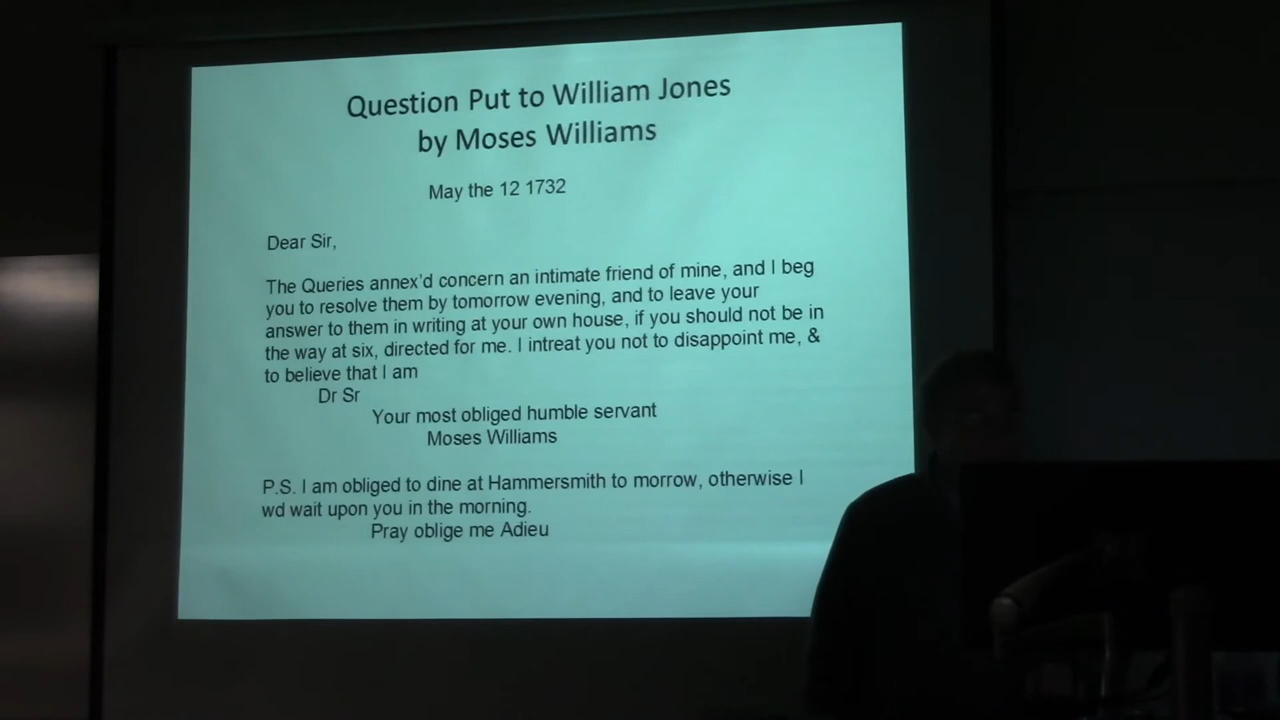 Question Put to William Jones
by Moses Williams
May the 12 1732
Dear Sir,
The Queries annex’d concern an intimate friend of mine, and I beg
you to resolve them by tomorrow evening, and to leave your
answer to them in writing at your own house, if you should not be in
the way at six, directed for me. I intreat you not to disappoint me, &
to believe that I am
Dr Sr
Your most obliged humble servant
Moses Williams
P.S. I am obliged to dine at Hammersmith to morrow, otherwise I
wd wait upon you in the morning.
Pray oblige me Adieu